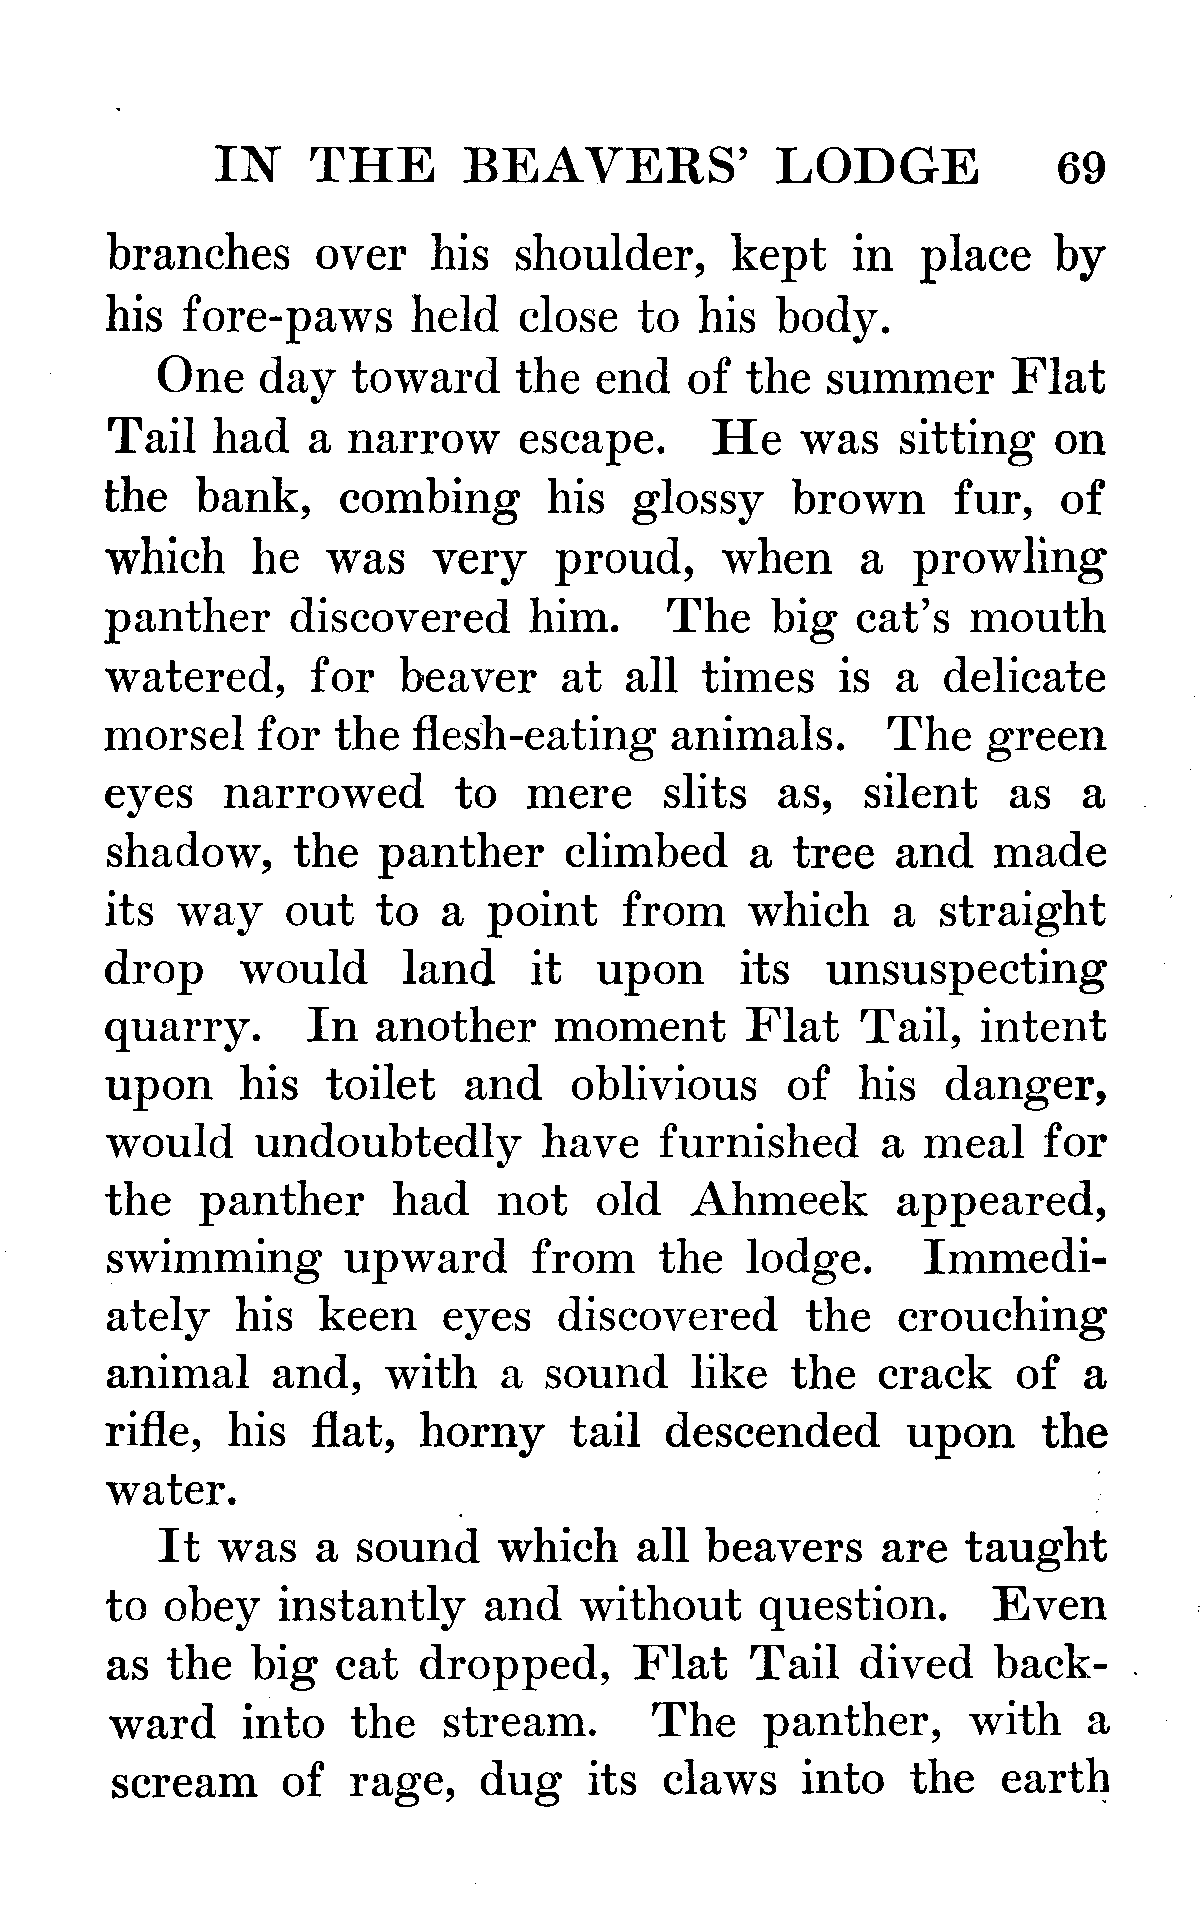 IN THE BEAVERS' LODGE 69
branches over his shoulder, kept in place by
his fore-paws held close to his body.
One day toward the end of the summer Flat
Tail had a narrow escape. He was sitting on
the bank, combing his glossy brown fur, of
which he was very proud, when a prowling
panther discovered him. The big cat's mouth
watered, for beaver at all times is a delicate
morsel for the flesh-eating animals. The green
eyes narrowed to mere slits as, silent as a
shadow, the panther climbed a tree and made
its way out to a point from which a straight
drop would land it upon its unsuspecting
quarry. In another moment Flat Tail, intent
upon his toilet and oblivious of his danger,
would undoubtedly have furnished a meal for
the panther had not old Ahmeek appeared,
swimming upward from the lodge. Immedi-
ately his keen eyes discovered the crouching
animal and, with a sound like the crack of a
rifle, his flat, horny tail descended upon the
water.
It was a sound which all beavers are taught
to obey instantly and without question. Even
as the big cat dropped, Flat Tail dived back-
ward into the stream. The panther, with a
scream of rage, dug its claws into the earth